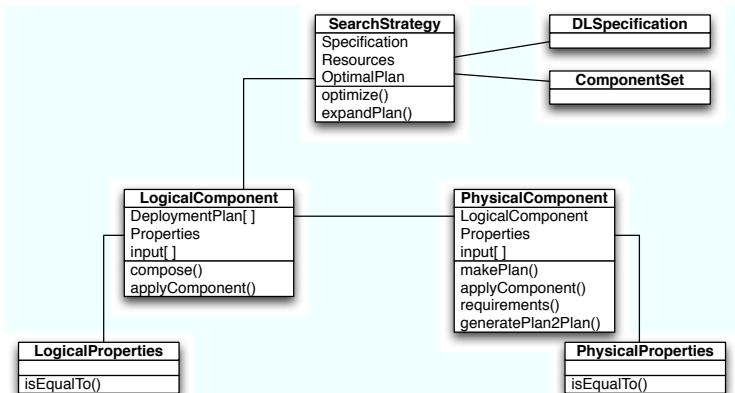 SearchStrategy
Specification
Resources
OptimalPlan
optimize()
expandPlan()
DLSpecification
ComponentSet
LogicalComponent
DeploymentPlan[ ]
Properties
input[ ]
compose()
applyComponent()
PhysicalComponent
LogicalComponent
Properties
input[ ]
makePlan()
applyComponent()
requirements()
generatePlan2Plan()
LogicalProperties
isEqualTo()
PhysicalProperties
isEqualTo()